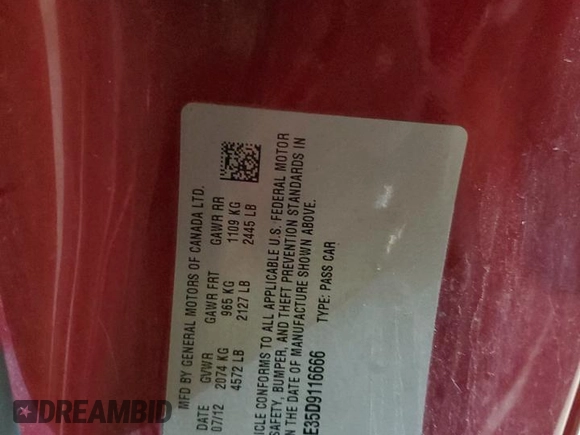 MFD BY GENERAL MOTORS OF CANADA LTD.
DATE GVWR GAWR FRT GAWR RR
07/12 2074 KG 965 KG 1109 KG
4572 LB 2127 LB 2445 LB
ICLE CONFORMS TO ALL APPLICABLE U.S. FEDERAL MOTOR
SAFETY, BUMPER, AND THEFT PREVENTION STANDARDS IN
ON THE DATE OF MANUFACTURE SHOWN ABOVE.
E35D9116666 TYPE: PASS CAR
DREAMBID